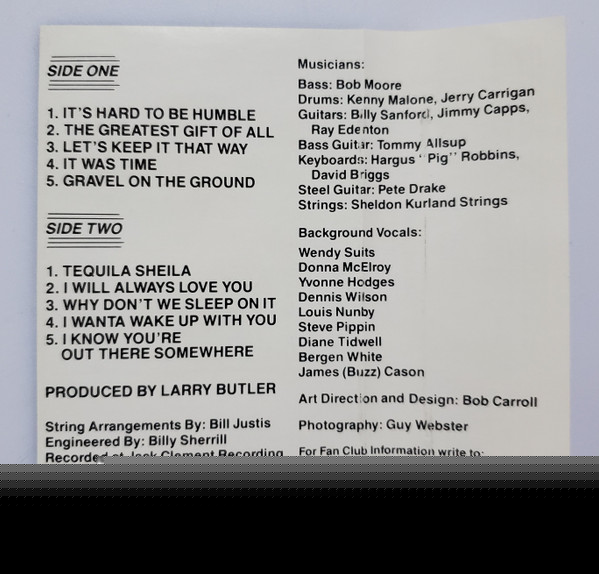 SIDE ONE
1. IT'S HARD TO BE HUMBLE
2. THE GREATEST GIFT OF ALL
3. LET'S KEEP IT THAT WAY
4. IT WAS TIME
5. GRAVEL ON THE GROUND
SIDE TWO
1. TEQUILA SHEILA
2. I WILL ALWAYS LOVE YOU
3. WHY DON'T WE SLEEP ON IT
4. I WANTA WAKE UP WITH YOU
5. I KNOW YOU'RE
OUT THERE SOMEWHERE
PRODUCED BY LARRY BUTLER
String Arrangements By: Bill Justis
Engineered By: Billy Sherrill
Recorded at Jack Clement Recording
Musicians:
Bass: Bob Moore
Drums: Kenny Malone, Jerry Carrigan
Guitars: Billy Sanford, Jimmy Capps,
Ray Edenton
Bass Guitar: Tommy Allsup
Keyboards: Hargus "Pig" Robbins,
David Briggs
Steel Guitar: Pete Drake
Strings: Sheldon Kurland Strings
Background Vocals:
Wendy Suits
Donna McElroy
Yvonne Hodges
Dennis Wilson
Louis Nunby
Steve Pippin
Diane Tidwell
Bergen White
James (Buzz) Cason
Art Direction and Design: Bob Carroll
Photography: Guy Webster
For Fan Club Information write to: